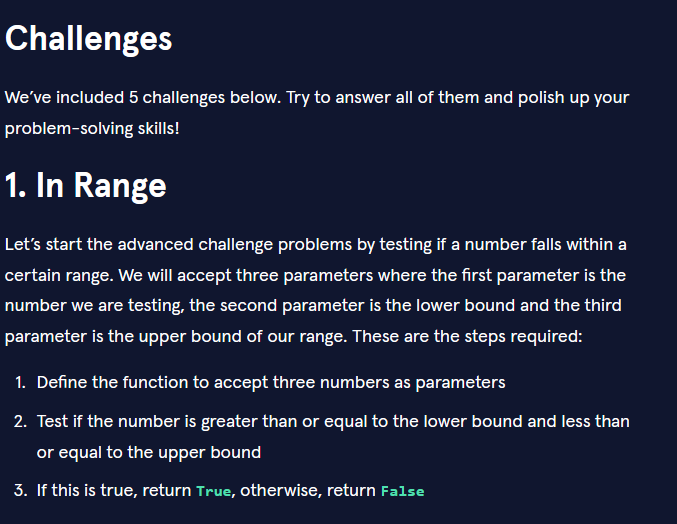 Challenges
We’ve included 5 challenges below. Try to answer all of them and polish up your
problem-solving skills!
1. In Range
Let’s start the advanced challenge problems by testing if a number falls within a
certain range. We will accept three parameters where the first parameter is the
number we are testing, the second parameter is the lower bound and the third
parameter is the upper bound of our range. These are the steps required:
1. Define the function to accept three numbers as parameters
2. Test if the number is greater than or equal to the lower bound and less than
or equal to the upper bound
3. If this is true, return True, otherwise, return False